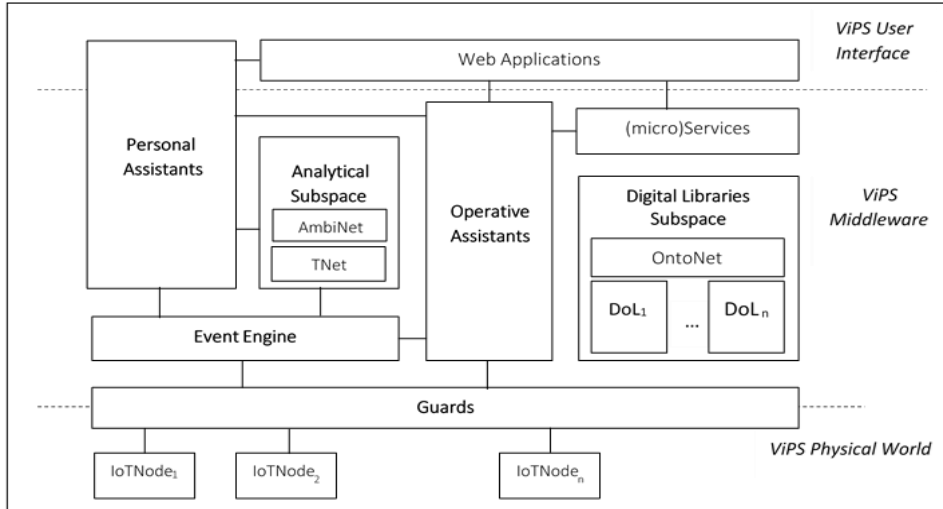 ViPS User
Interface
Web Applications
Personal
Assistants
(micro)Services
Analytical
Subspace
AmbiNet
TNet
Operative
Assistants
Digital Libraries
Subspace
OntoNet
DoL1
...
DoLn
ViPS
Middleware
Event Engine
Guards
ViPS Physical World
IoTNode1
IoTNode2
IoTNoden